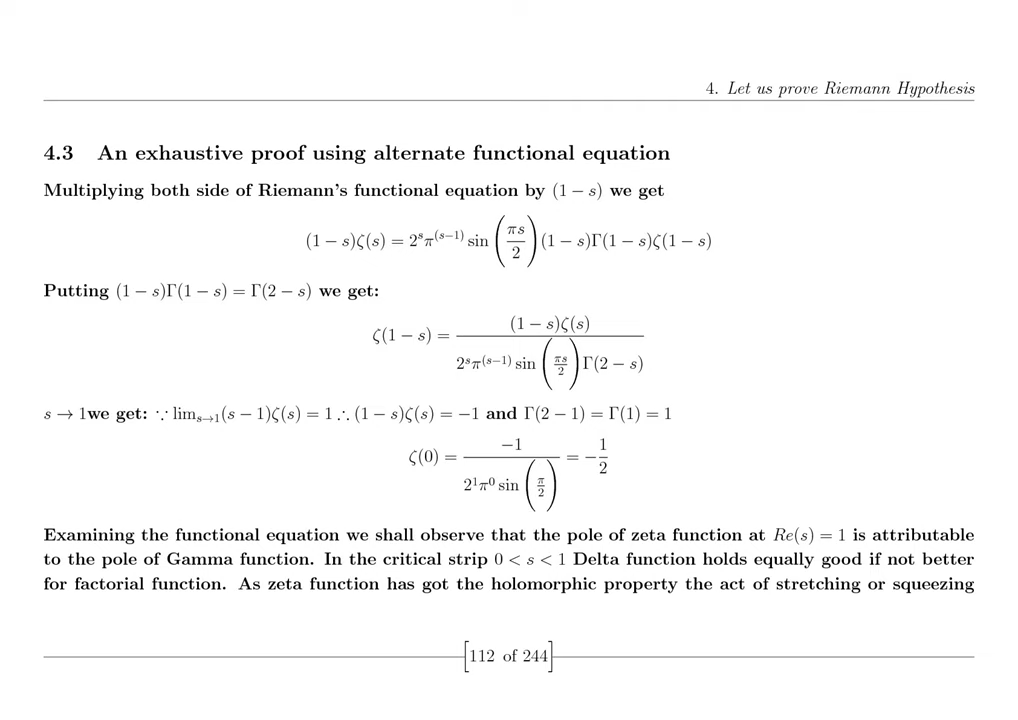 4. Let us prove Riemann Hypothesis
4.3 An exhaustive proof using alternate functional equation
Multiplying both side of Riemann's functional equation by (1 − s) we get
(1 − s)ζ(s) = 2^s π^(s−1) sin(πs/2)(1 − s)Γ(1 − s)ζ(1 − s)
Putting (1 − s)Γ(1 − s) = Γ(2 − s) we get:
ζ(1 − s) = (1 − s)ζ(s) / 2^s π^(s−1) sin(πs/2)Γ(2 − s)
s → 1we get: ∵ lim_{s→1}(s − 1)ζ(s) = 1 ∴ (1 − s)ζ(s) = −1 and Γ(2 − 1) = Γ(1) = 1
ζ(0) = −1 / 2^1 π^0 sin(π/2) = −1/2
Examining the functional equation we shall observe that the pole of zeta function at Re(s) = 1 is attributable
to the pole of Gamma function. In the critical strip 0 < s < 1 Delta function holds equally good if not better
for factorial function. As zeta function has got the holomorphic property the act of stretching or squeezing
[112 of 244]